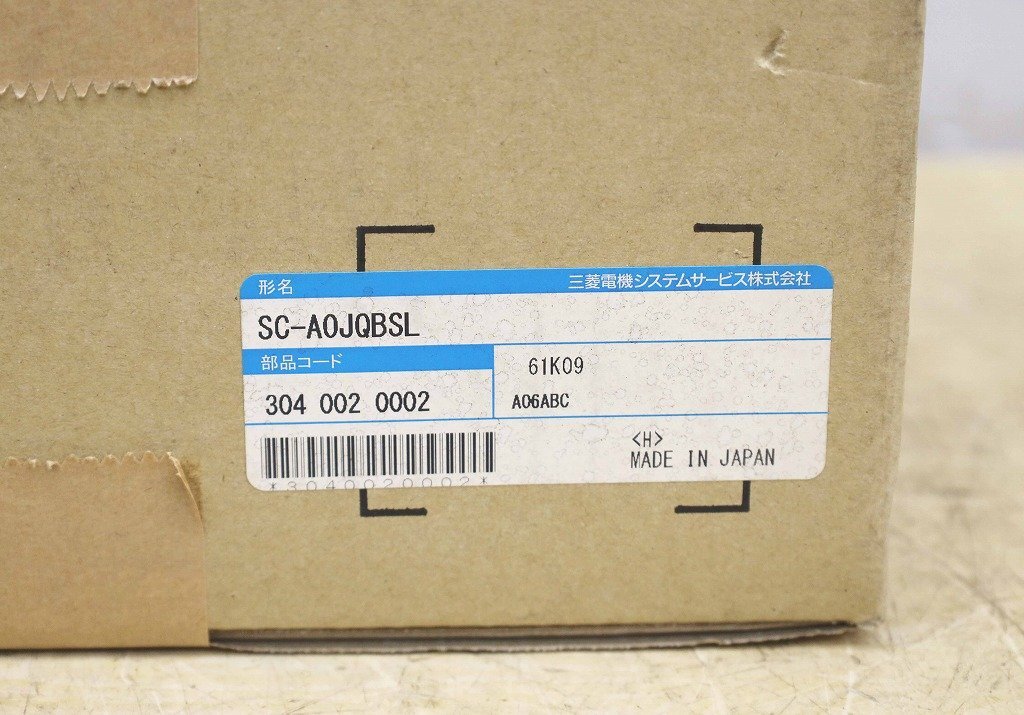 形名 三菱電機システムサービス株式会社
SC-A0JQBSL
部品コード
61K09
304 002 0002
A06ABC
<H>
MADE IN JAPAN
*3040020002*